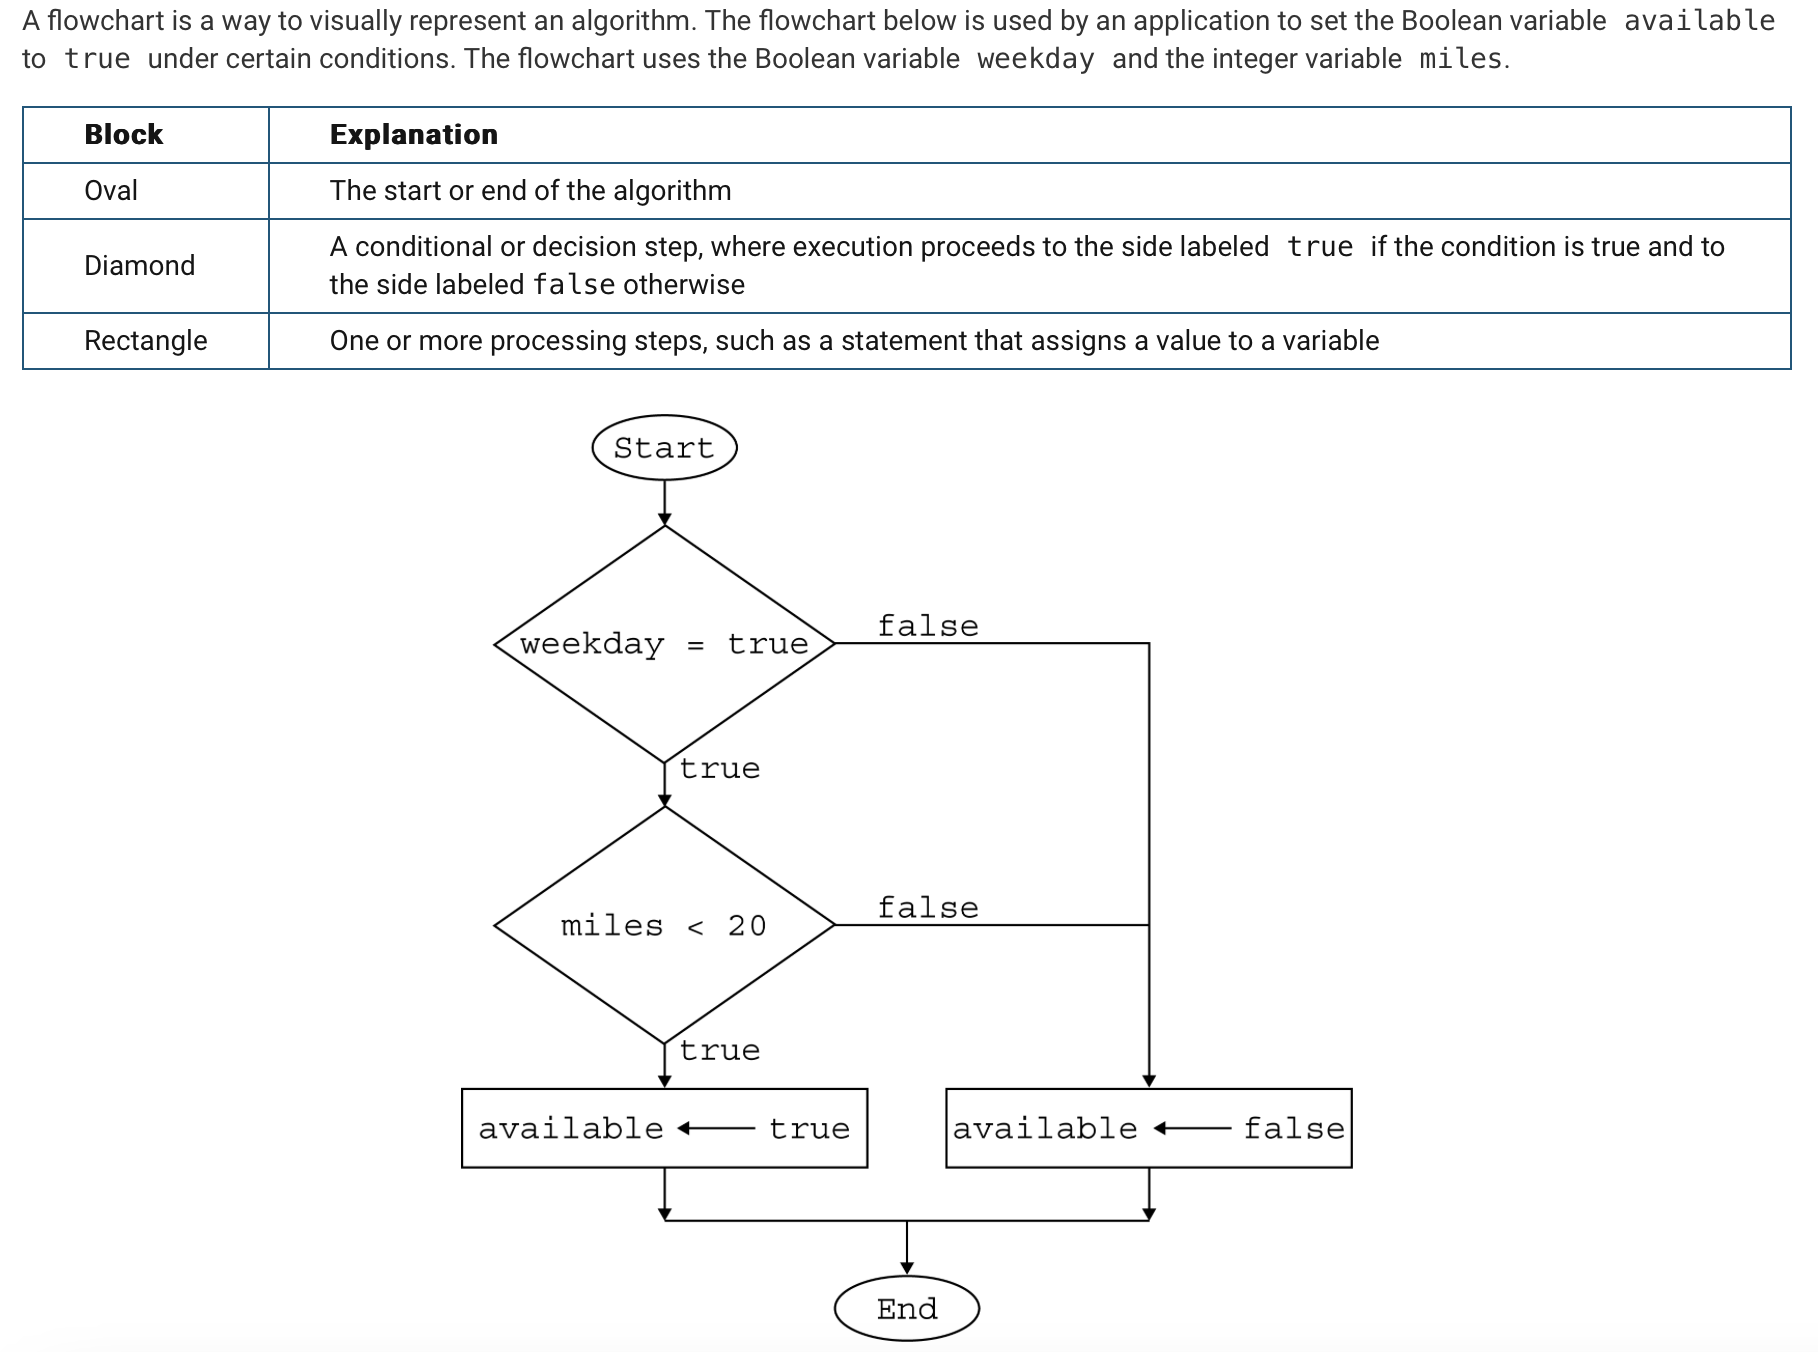 A flowchart is a way to visually represent an algorithm. The flowchart below is used by an application to set the Boolean variable available
to true under certain conditions. The flowchart uses the Boolean variable weekday and the integer variable miles.
Block Explanation
Oval The start or end of the algorithm
Diamond A conditional or decision step, where execution proceeds to the side labeled true if the condition is true and to
the side labeled false otherwise
Rectangle One or more processing steps, such as a statement that assigns a value to a variable
Start
weekday = true
false
true
miles < 20
false
true
available ← true
available ← false
End